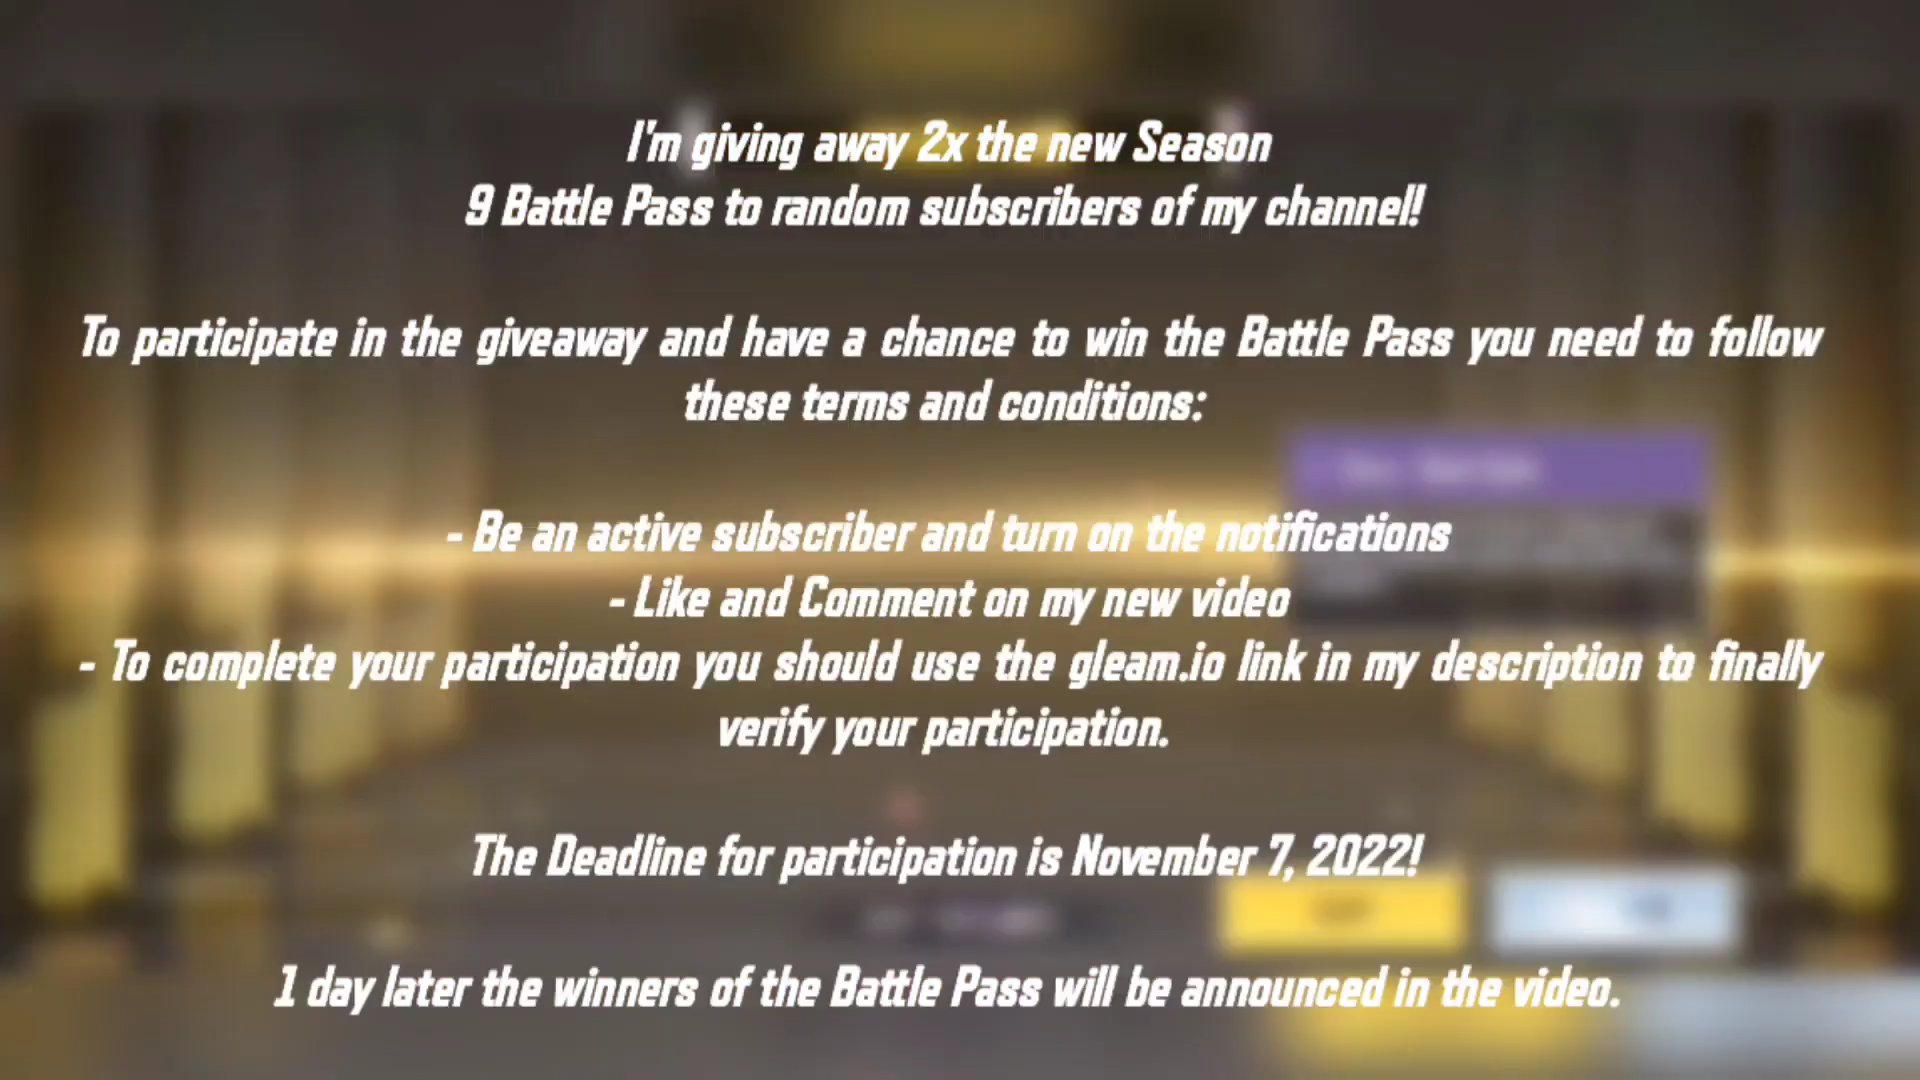 I'm giving away 2x the new Season
9 Battle Pass to random subscribers of my channel!
To participate in the giveaway and have a chance to win the Battle Pass you need to follow
these terms and conditions:
- Be an active subscriber and turn on the notifications
- Like and Comment on my new video
- To complete your participation you should use the gleam.io link in my description to finally
verify your participation.
The Deadline for participation is November 7, 2022!
1 day later the winners of the Battle Pass will be announced in the video.